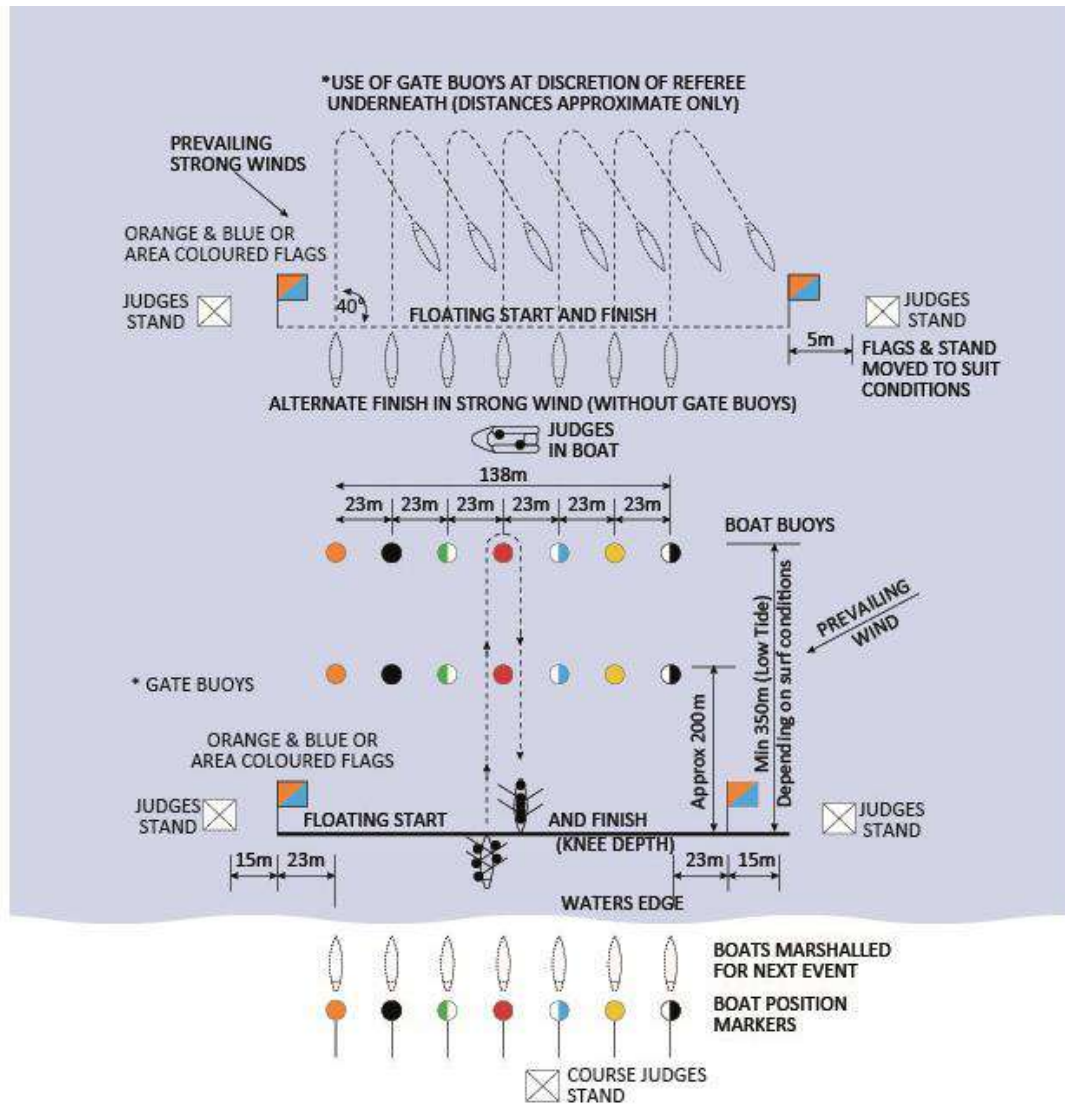 *USE OF GATE BUOYS AT DISCRETION OF REFEREE
UNDERNEATH (DISTANCES APPROXIMATE ONLY)
PREVAILING
STRONG WINDS
ORANGE & BLUE OR
AREA COLOURED FLAGS
JUDGES
STAND
40°
FLOATING START AND FINISH
JUDGES
STAND
5m
FLAGS & STAND
MOVED TO SUIT
CONDITIONS
ALTERNATE FINISH IN STRONG WIND (WITHOUT GATE BUOYS)
JUDGES
IN BOAT
138m
23m 23m 23m 23m 23m 23m
BOAT BUOYS
PREVAILING
WIND
Min 350m (Low Tide)
Depending on surf conditions
* GATE BUOYS
Approx 200m
ORANGE & BLUE OR
AREA COLOURED FLAGS
JUDGES
STAND
FLOATING START
AND FINISH
(KNEE DEPTH)
JUDGES
STAND
15m 23m
23m 15m
WATERS EDGE
BOATS MARSHALLED
FOR NEXT EVENT
BOAT POSITION
MARKERS
COURSE JUDGES
STAND